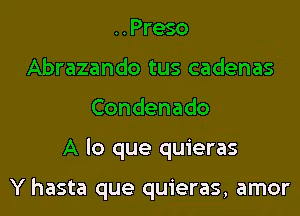 ..Preso
Abrazando tus cadenas
Condenado
A lo que quieras
Y hasta que quieras, amor